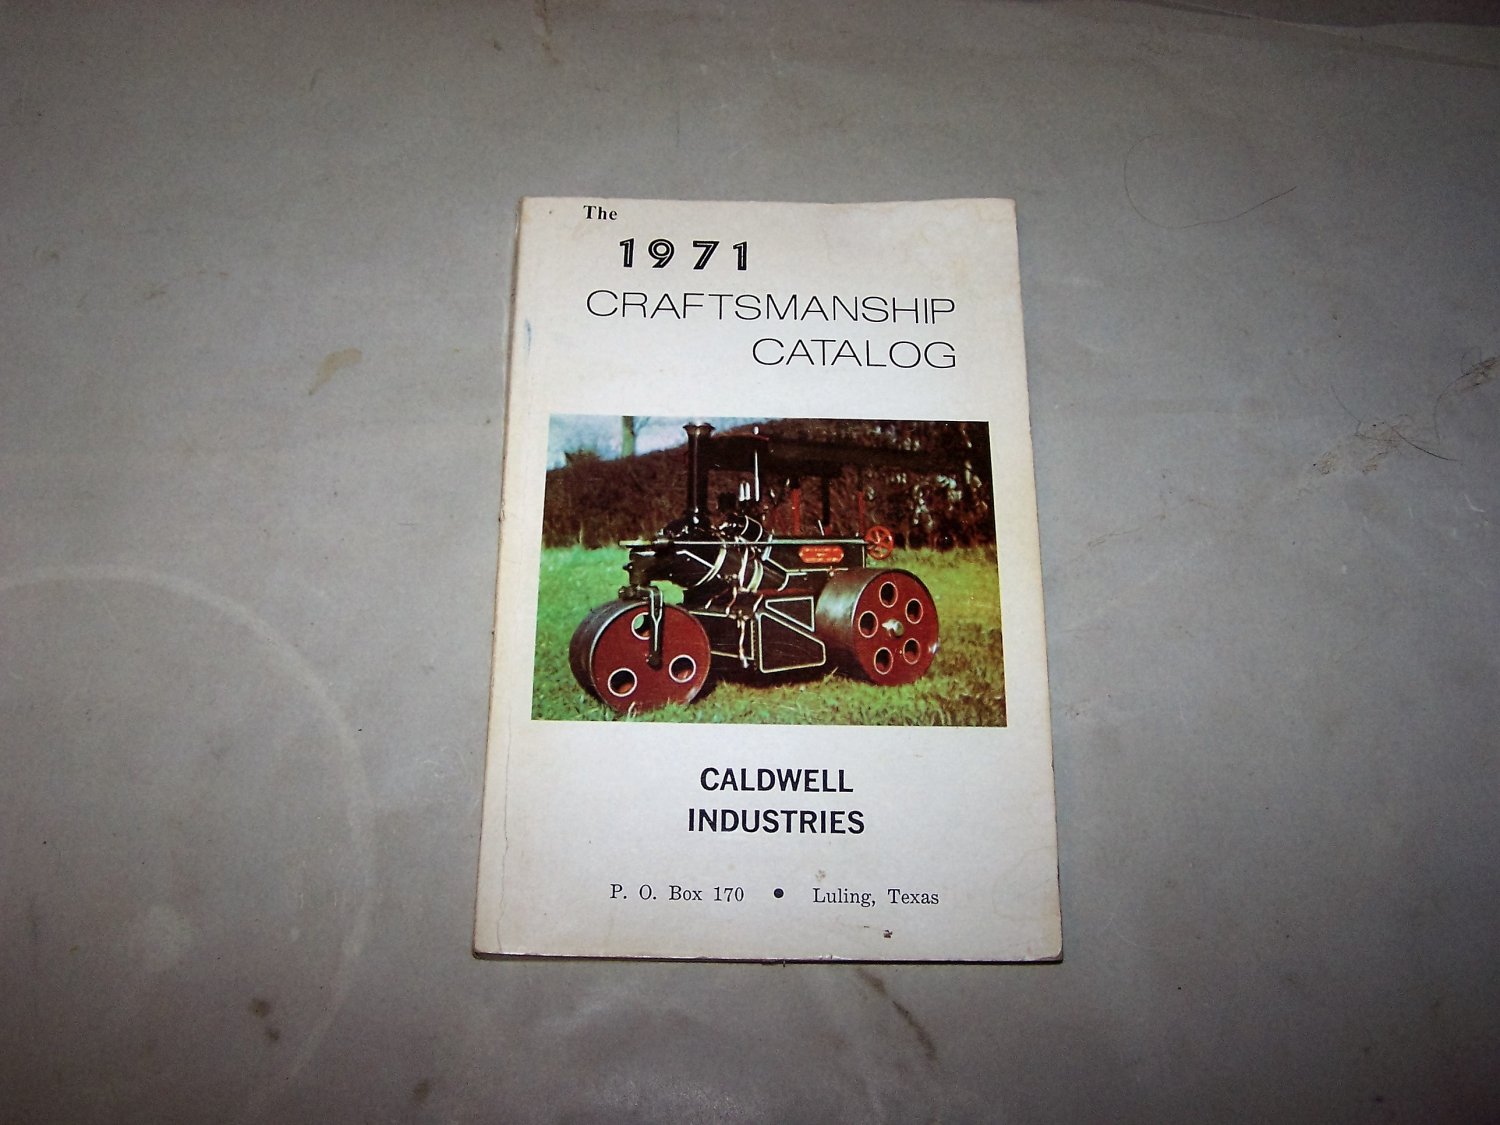 The
1971
CRAFTSMANSHIP
CATALOG
CALDWELL
INDUSTRIES
P. O. Box 170 • Luling, Texas